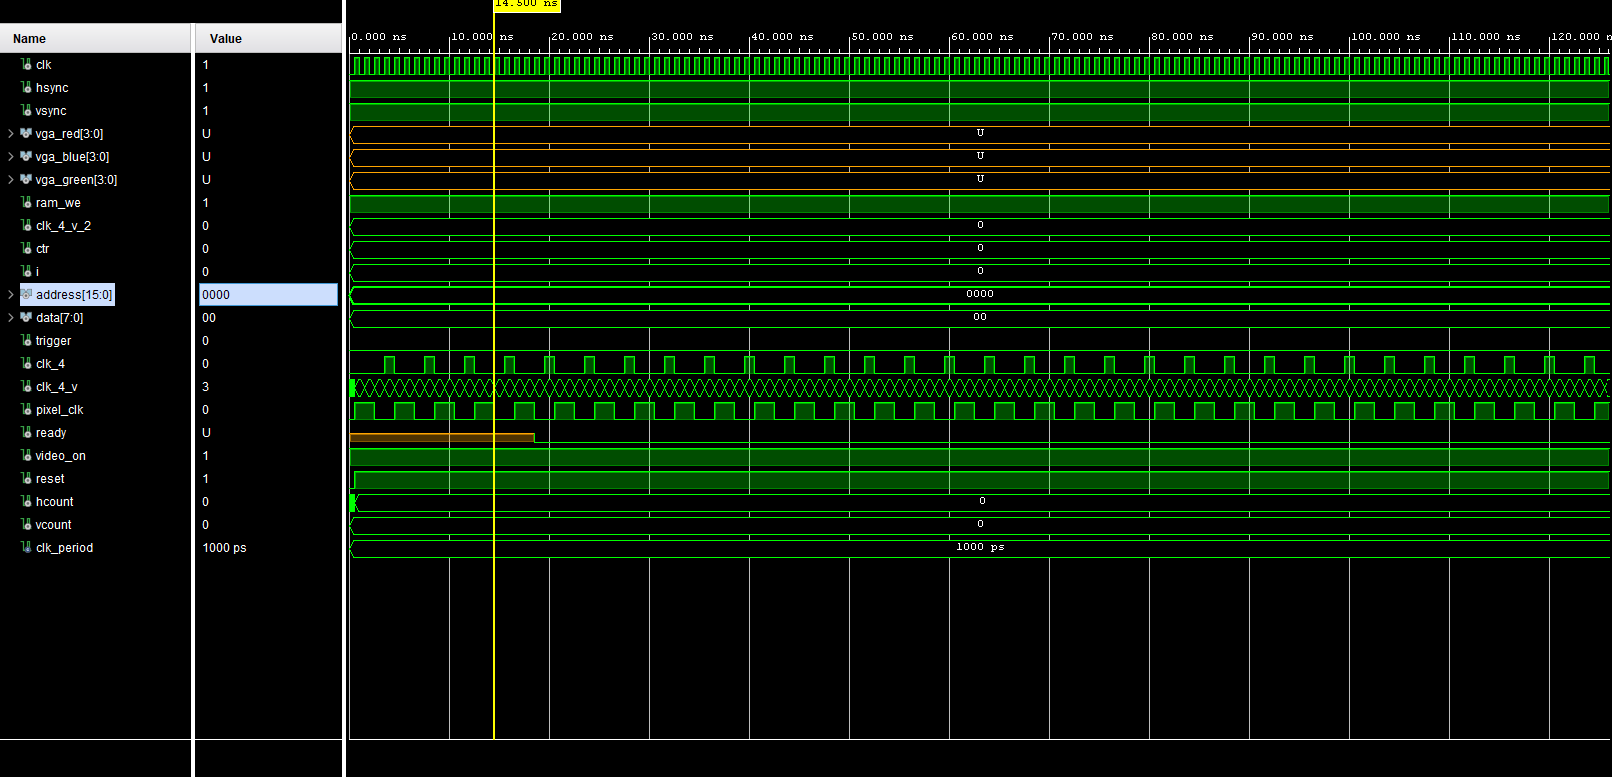 14.500 ns
Name Value
0.000 ns 10.000 ns 20.000 ns 30.000 ns 40.000 ns 50.000 ns 60.000 ns 70.000 ns 80.000 ns 90.000 ns 100.000 ns 110.000 ns 120.000
clk 1
hsync 1
vsync 1
vga_red[3:0] U U
vga_blue[3:0] U U
vga_green[3:0] U U
ram_we 1
clk_4_v_2 0 0
ctr 0 0
i 0 0
address[15:0] 0000 0000
data[7:0] 00 00
trigger 0
clk_4 0
clk_4_v 3
pixel_clk 0
ready U
video_on 1
reset 1
hcount 0 0
vcount 0 0
clk_period 1000 ps 1000 ps